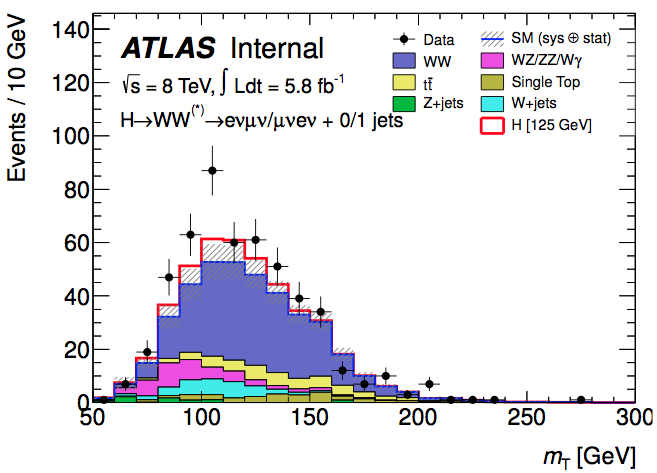 Events / 10 GeV
140
120
100
80
60
40
20
0
ATLAS Internal
√s = 8 TeV, ∫ Ldt = 5.8 fb⁻¹
H→WW⁽*⁾→eνμν/μνeν + 0/1 jets
Data
SM (sys ⊕ stat)
WW
WZ/ZZ/Wγ
tt̄
Single Top
Z+jets
W+jets
H [125 GeV]
50 100 150 200 250 300
m_T [GeV]